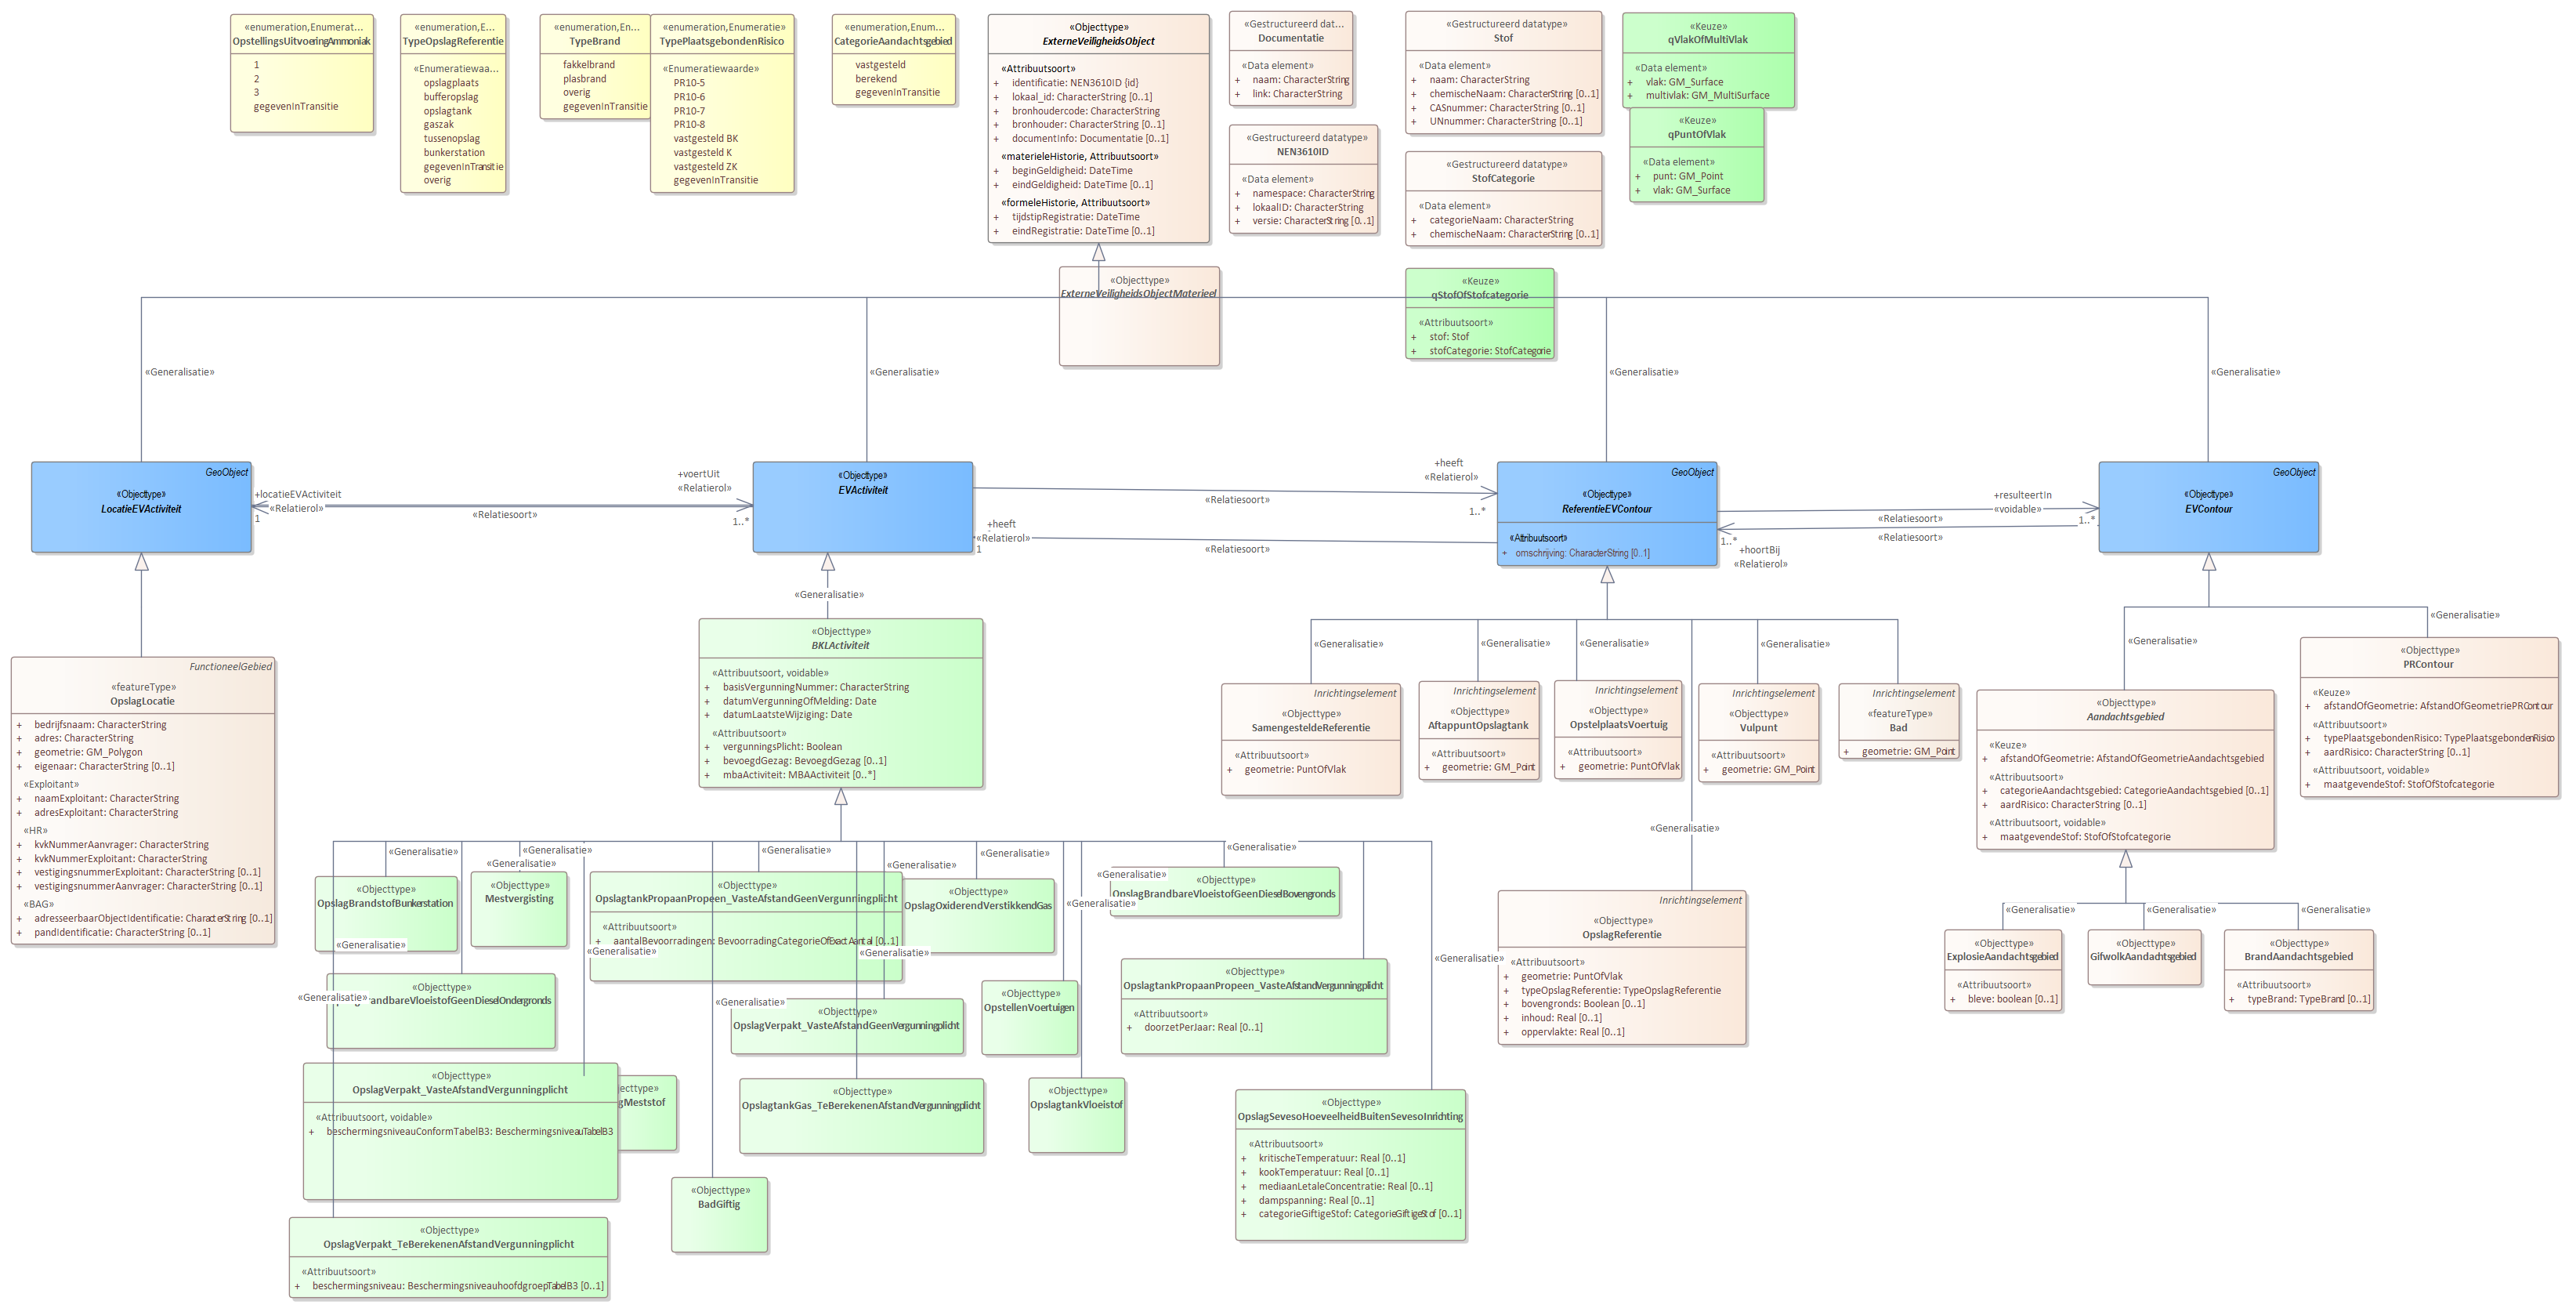 «enumeration,Enumerat...
OpstellingsUitvoeringAmmoniak
1
2
3
gegevenInTransitie
«enumeration,E...
TypeOpslagReferentie
«Enumeratiewaa...
opslagplaats
bufferopslag
opslagtank
gaszak
tussenopslag
bunkerstation
gegevenInTransitie
overig
«enumeration,En...
TypeBrand
fakkelbrand
plasbrand
overig
gegevenInTransitie
«enumeration,Enumeratie»
TypePlaatsgebondenRisico
«Enumeratiewaarde»
PR10-5
PR10-6
PR10-7
PR10-8
vastgesteld BK
vastgesteld K
vastgesteld ZK
gegevenInTransitie
«enumeration,Enum...
CategorieAandachtsgebied
vastgesteld
berekend
gegevenInTransitie
«Objecttype»
ExterneVeiligheidsObject
«Attribuutsoort»
+ identificatie: NEN3610ID {id}
+ lokaal_id: CharacterString [0..1]
+ bronhoudercode: CharacterString
+ bronhouder: CharacterString [0..1]
+ documentInfo: Documentatie [0..1]
«materieleHistorie, Attribuutsoort»
+ beginGeldigheid: DateTime
+ eindGeldigheid: DateTime [0..1]
«formeleHistorie, Attribuutsoort»
+ tijdstipRegistratie: DateTime
+ eindRegistratie: DateTime [0..1]
«Gestructureerd dat...
Documentatie
«Data element»
+ naam: CharacterString
+ link: CharacterString
«Gestructureerd datatype»
NEN3610ID
«Data element»
+ namespace: CharacterString
+ lokaalID: CharacterString
+ versie: CharacterString [0..1]
«Gestructureerd datatype»
Stof
«Data element»
+ naam: CharacterString
+ chemischeNaam: CharacterString [0..1]
+ CASnummer: CharacterString [0..1]
+ UNnummer: CharacterString [0..1]
«Gestructureerd datatype»
StofCategorie
«Data element»
+ categorieNaam: CharacterString
+ chemischeNaam: CharacterString [0..1]
«Keuze»
qVlakOfMultiVlak
«Data element»
+ vlak: GM_Surface
+ multivlak: GM_MultiSurface
«Keuze»
qPuntOfVlak
«Data element»
+ punt: GM_Point
+ vlak: GM_Surface
«Objecttype»
ExterneVeiligheidsObjectMaterieel
«Keuze»
qStofOfStofcategorie
«Attribuutsoort»
+ stof: Stof
+ stofCategorie: StofCategorie
«Generalisatie»
«Generalisatie»
«Generalisatie»
«Generalisatie»
GeoObject
«Objecttype»
LocatieEVActiviteit
+locatieEVActiviteit
«Relatierol»
1
«Relatiesoort»
+voertUit
«Relatierol»
1..*
«Objecttype»
EVActiviteit
+heeft
«Relatierol»
1
«Relatiesoort»
«Relatiesoort»
+heeft
«Relatierol»
1..*
GeoObject
«Objecttype»
ReferentieEVContour
«Attribuutsoort»
+ omschrijving: CharacterString [0..1]
1..*
+hoortBij
«Relatierol»
«Relatiesoort»
«Relatiesoort»
+resulteertIn
«voidable»
1..*
GeoObject
«Objecttype»
EVContour
FunctioneelGebied
«featureType»
OpslagLocatie
+ bedrijfsnaam: CharacterString
+ adres: CharacterString
+ geometrie: GM_Polygon
+ eigenaar: CharacterString [0..1]
«Exploitant»
+ naamExploitant: CharacterString
+ adresExploitant: CharacterString
«HR»
+ kvkNummerAanvrager: CharacterString
+ kvkNummerExploitant: CharacterString
+ vestigingsnummerExploitant: CharacterString [0..1]
+ vestigingsnummerAanvrager: CharacterString [0..1]
«BAG»
+ adresseerbaarObjectIdentificatie: CharacterString [0..1]
+ pandIdentificatie: CharacterString [0..1]
«Generalisatie»
«Objecttype»
BKLActiviteit
«Attribuutsoort, voidable»
+ basisVergunningNummer: CharacterString
+ datumVergunningOfMelding: Date
+ datumLaatsteWijziging: Date
«Attribuutsoort»
+ vergunningsPlicht: Boolean
+ bevoegdGezag: BevoegdGezag [0..1]
+ mbaActiviteit: MBAActiviteit [0..*]
«Generalisatie»
«Generalisatie»
«Generalisatie»
«Generalisatie»
«Generalisatie»
Inrichtingselement
«Objecttype»
SamengesteldeReferentie
«Attribuutsoort»
+ geometrie: PuntOfVlak
Inrichtingselement
«Objecttype»
AftappuntOpslagtank
«Attribuutsoort»
+ geometrie: GM_Point
Inrichtingselement
«Objecttype»
OpstelplaatsVoertuig
«Attribuutsoort»
+ geometrie: PuntOfVlak
Inrichtingselement
«Objecttype»
Vulpunt
«Attribuutsoort»
+ geometrie: GM_Point
Inrichtingselement
«featureType»
Bad
+ geometrie: GM_Point
«Generalisatie»
Inrichtingselement
«Objecttype»
OpslagReferentie
«Attribuutsoort»
+ geometrie: PuntOfVlak
+ typeOpslagReferentie: TypeOpslagReferentie
+ bovengronds: Boolean [0..1]
+ inhoud: Real [0..1]
+ oppervlakte: Real [0..1]
«Generalisatie»
«Generalisatie»
«Objecttype»
Aandachtsgebied
«Keuze»
+ afstandOfGeometrie: AfstandOfGeometrieAandachtsgebied
«Attribuutsoort»
+ categorieAandachtsgebied: CategorieAandachtsgebied [0..1]
+ aardRisico: CharacterString [0..1]
«Attribuutsoort, voidable»
+ maatgevendeStof: StofOfStofcategorie
«Objecttype»
PRContour
«Keuze»
+ afstandOfGeometrie: AfstandOfGeometriePRContour
«Attribuutsoort»
+ typePlaatsgebondenRisico: TypePlaatsgebondenRisico
+ aardRisico: CharacterString [0..1]
«Attribuutsoort, voidable»
+ maatgevendeStof: StofOfStofcategorie
«Generalisatie»
«Generalisatie»
«Generalisatie»
«Objecttype»
ExplosieAandachtsgebied
«Attribuutsoort»
+ bleve: boolean [0..1]
«Objecttype»
GifwolkAandachtsgebied
«Objecttype»
BrandAandachtsgebied
«Attribuutsoort»
+ typeBrand: TypeBrand [0..1]
«Generalisatie»
«Generalisatie»
«Generalisatie»
«Generalisatie»
«Generalisatie»
«Generalisatie»
«Generalisatie»
«Generalisatie»
«Objecttype»
OpslagBrandstofBunkerstation
«Generalisatie»
«Objecttype»
Mestvergisting
«Objecttype»
OpslagtankPropaanPropeen_VasteAfstandGeenVergunningplicht
«Attribuutsoort»
+ aantalBevoorradingen: BevoorradingCategorieOfExactAantal [0..1]
«Generalisatie»
«Generalisatie»
«Objecttype»
OpslagOxiderendVerstikkendGas
«Generalisatie»
«Objecttype»
OpslagBrandbareVloeistofGeenDieselBovengronds
«Generalisatie»
«Objecttype»
randbareVloeistofGeenDieselOndergronds
«Generalisatie»
«Generalisatie»
«Objecttype»
OpslagVerpakt_VasteAfstandGeenVergunningplicht
«Objecttype»
OpstellenVoertuigen
«Objecttype»
OpslagtankPropaanPropeen_VasteAfstandVergunningplicht
«Attribuutsoort»
+ doorzetPerJaar: Real [0..1]
«Generalisatie»
«Objecttype»
OpslagVerpakt_VasteAfstandVergunningplicht
«Attribuutsoort, voidable»
+ beschermingsniveauConformTabelB3: BeschermingsniveauTabelB3
jecttype»
gMeststof
«Objecttype»
OpslagtankGas_TeBerekenenAfstandVergunningplicht
«Objecttype»
OpslagtankVloeistof
«Objecttype»
OpslagSevesoHoeveelheidBuitenSevesoInrichting
«Attribuutsoort»
+ kritischeTemperatuur: Real [0..1]
+ kookTemperatuur: Real [0..1]
+ mediaanLetaleConcentratie: Real [0..1]
+ dampspanning: Real [0..1]
+ categorieGiftigeStof: CategorieGiftigeStof [0..1]
«Objecttype»
BadGiftig
«Objecttype»
OpslagVerpakt_TeBerekenenAfstandVergunningplicht
«Attribuutsoort»
+ beschermingsniveau: BeschermingsniveauhoofdgroepTabelB3 [0..1]